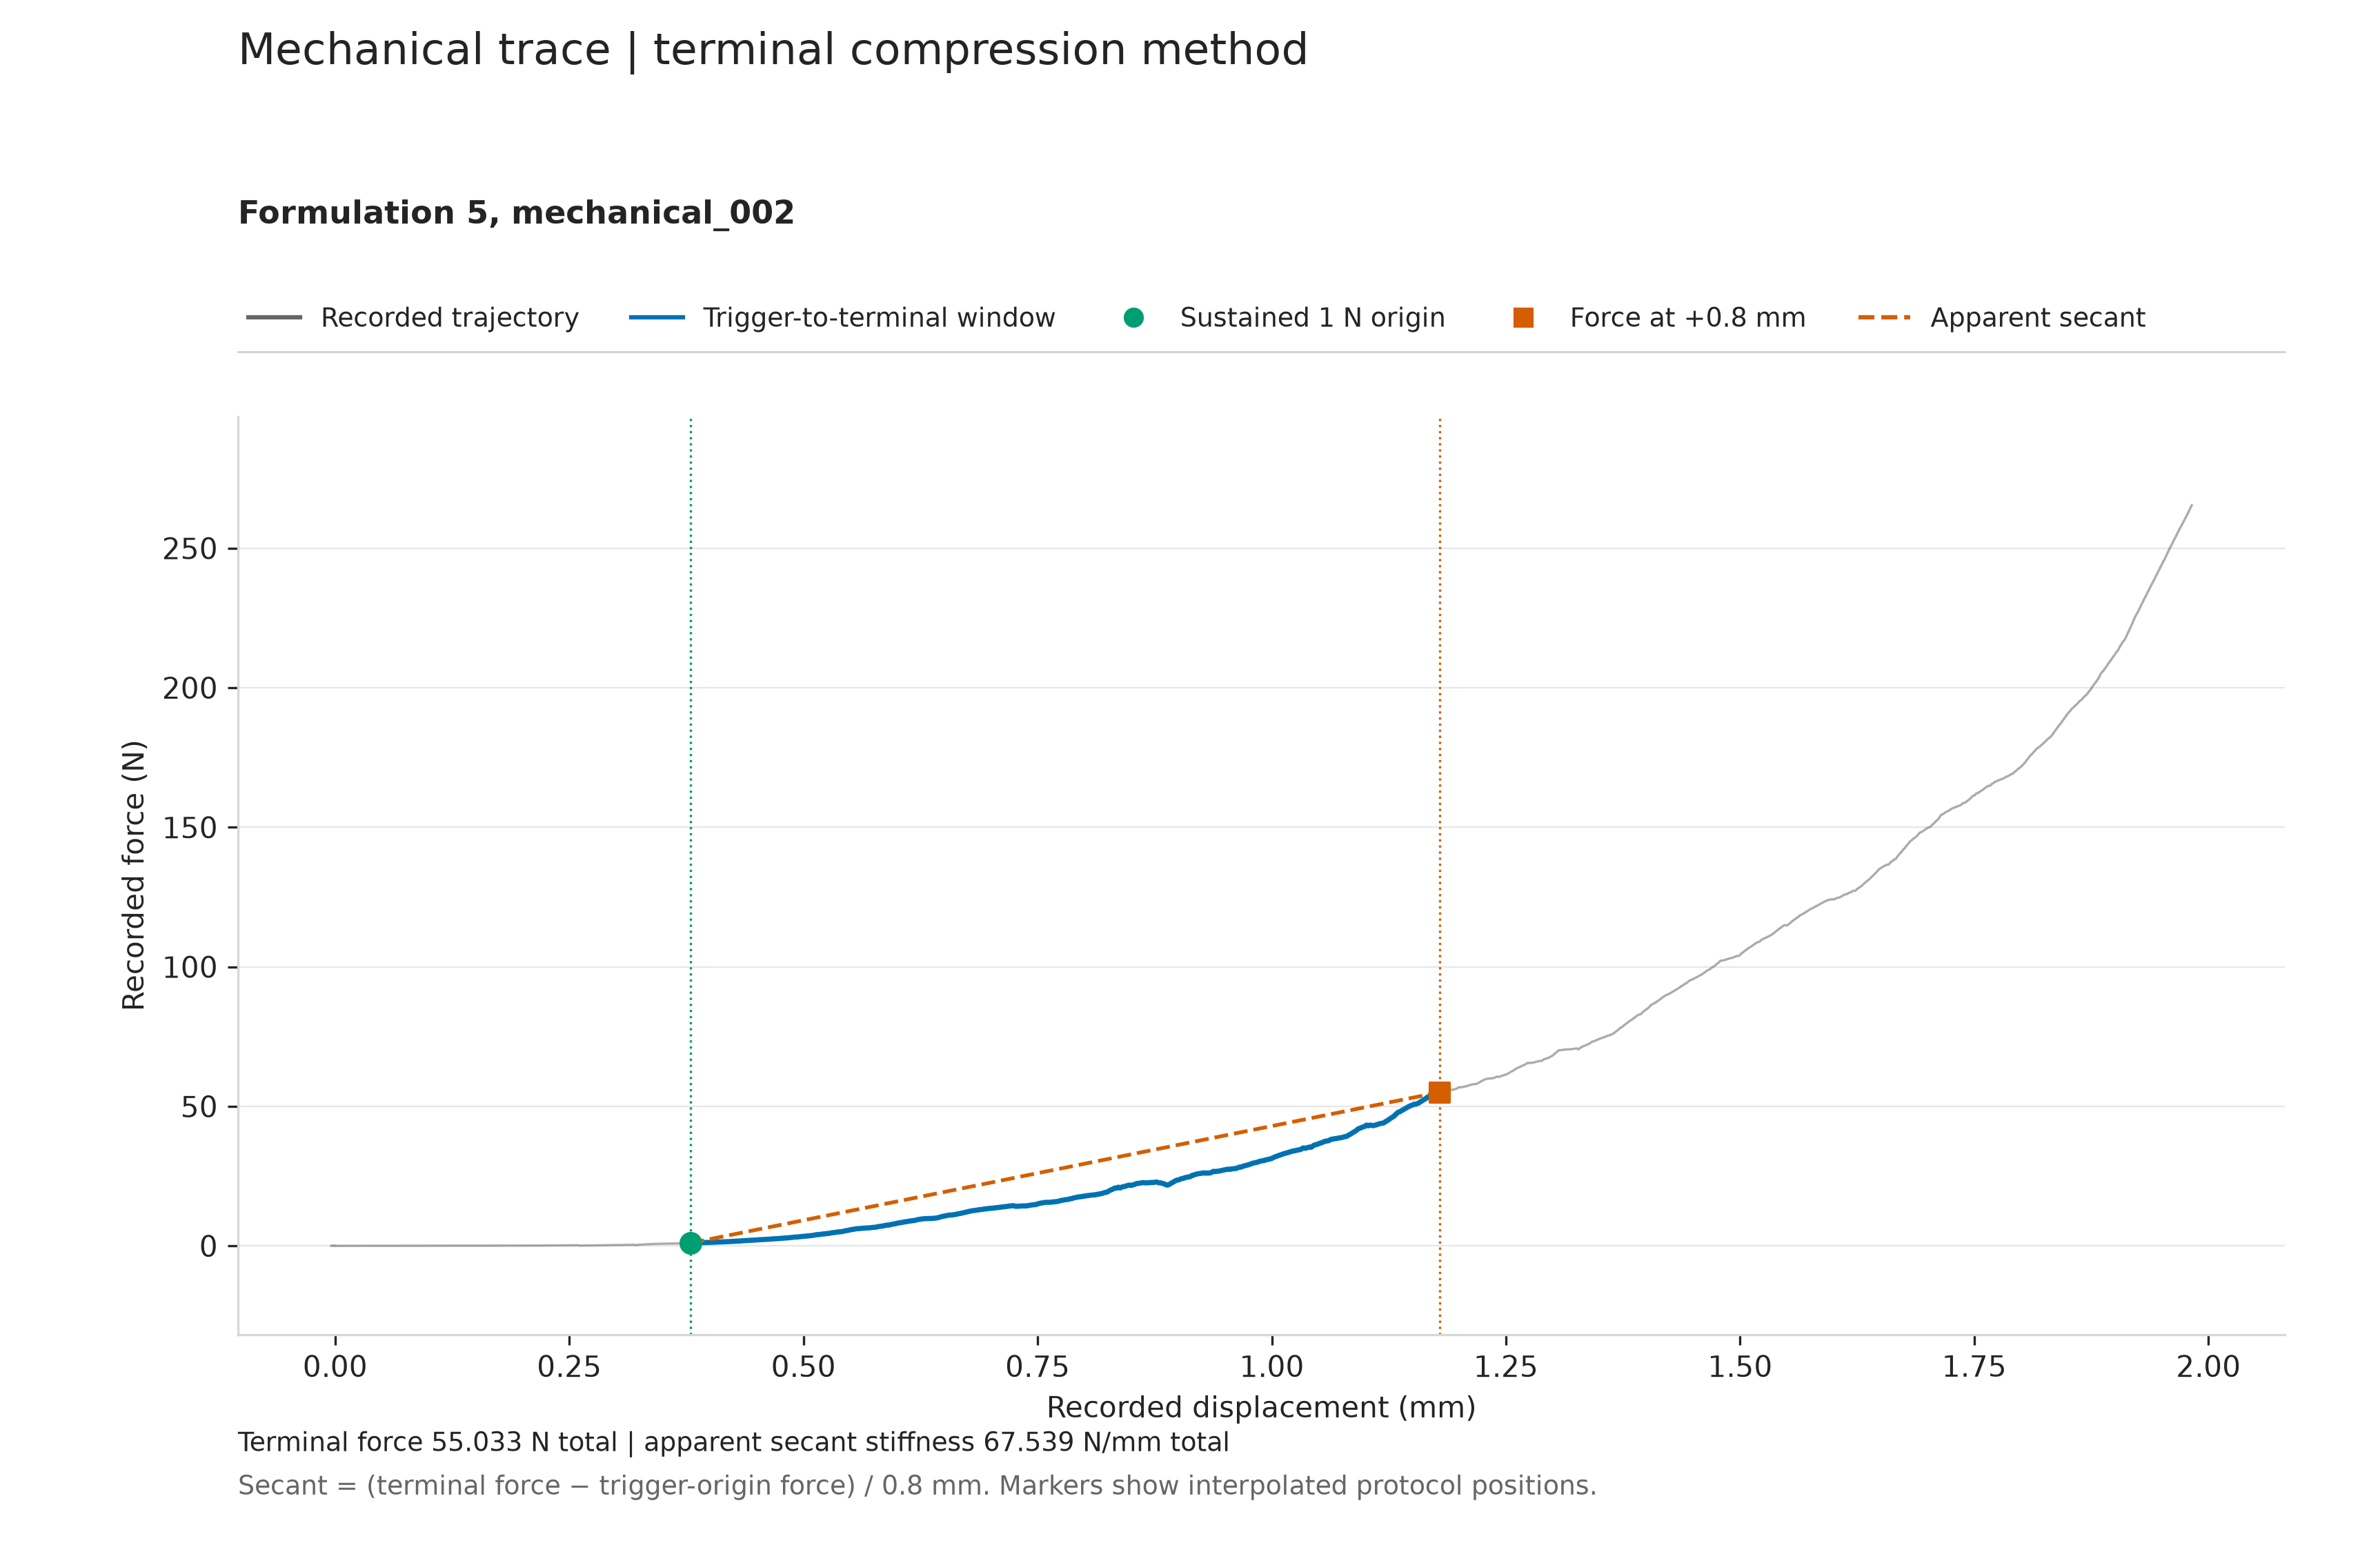 Mechanical trace | terminal compression method
Formulation 5, mechanical_002
Recorded trajectory
Trigger-to-terminal window
Sustained 1 N origin
Force at +0.8 mm
Apparent secant
Recorded force (N)
250
200
150
100
50
0
0.00 0.25 0.50 0.75 1.00 1.25 1.50 1.75 2.00
Recorded displacement (mm)
Terminal force 55.033 N total | apparent secant stiffness 67.539 N/mm total
Secant = (terminal force − trigger-origin force) / 0.8 mm. Markers show interpolated protocol positions.